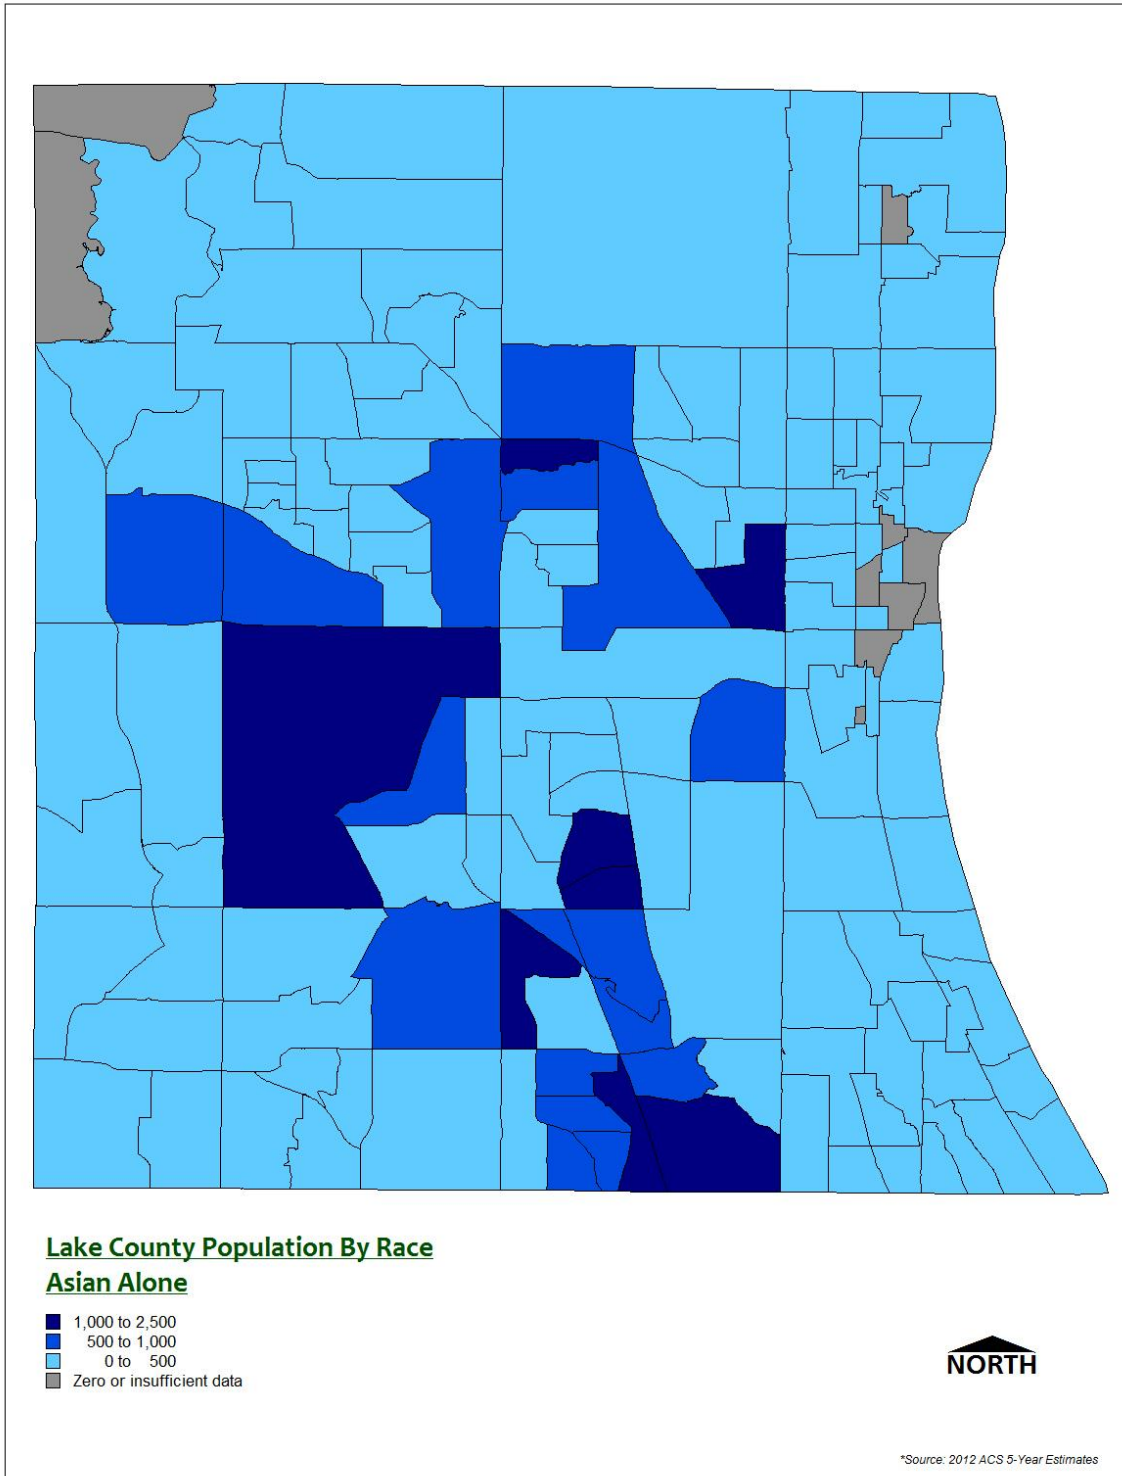 Lake County Population By Race
Asian Alone
1,000 to 2,500
500 to 1,000
0 to 500
Zero or insufficient data
NORTH
*Source: 2012 ACS 5-Year Estimates